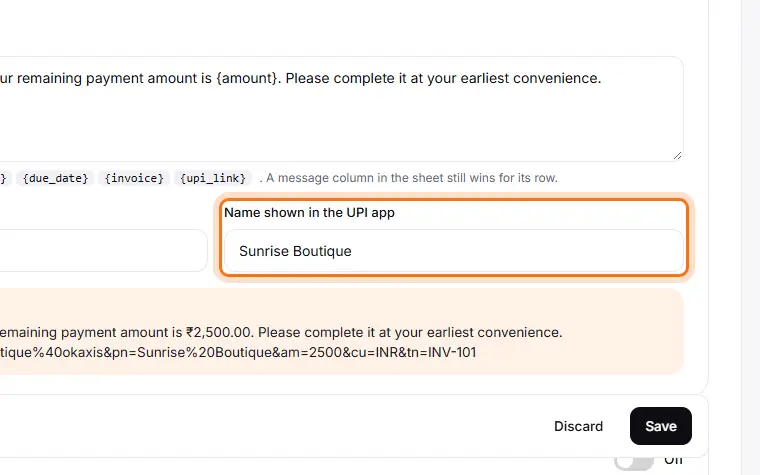 ur remaining payment amount is {amount}. Please complete it at your earliest convenience.
} {due_date} {invoice} {upi_link} . A message column in the sheet still wins for its row.
Name shown in the UPI app
Sunrise Boutique
emaining payment amount is ₹2,500.00. Please complete it at your earliest convenience.
tique%40okaxis&pn=Sunrise%20Boutique&am=2500&cu=INR&tn=INV-101
Discard Save
Off